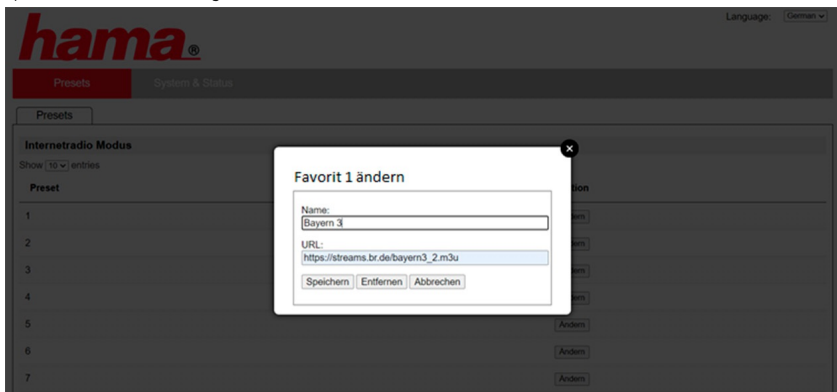 Language: German
hama®
Presets System & Status
Presets
Internetradio Modus
Show 10 entries
Preset
1
2
3
4
5 Ändern
6 Ändern
7 Ändern
Favorit 1 ändern
Name:
Bayern 3
URL:
https://streams.br.de/bayern3_2.m3u
Speichern Entfernen Abbrechen